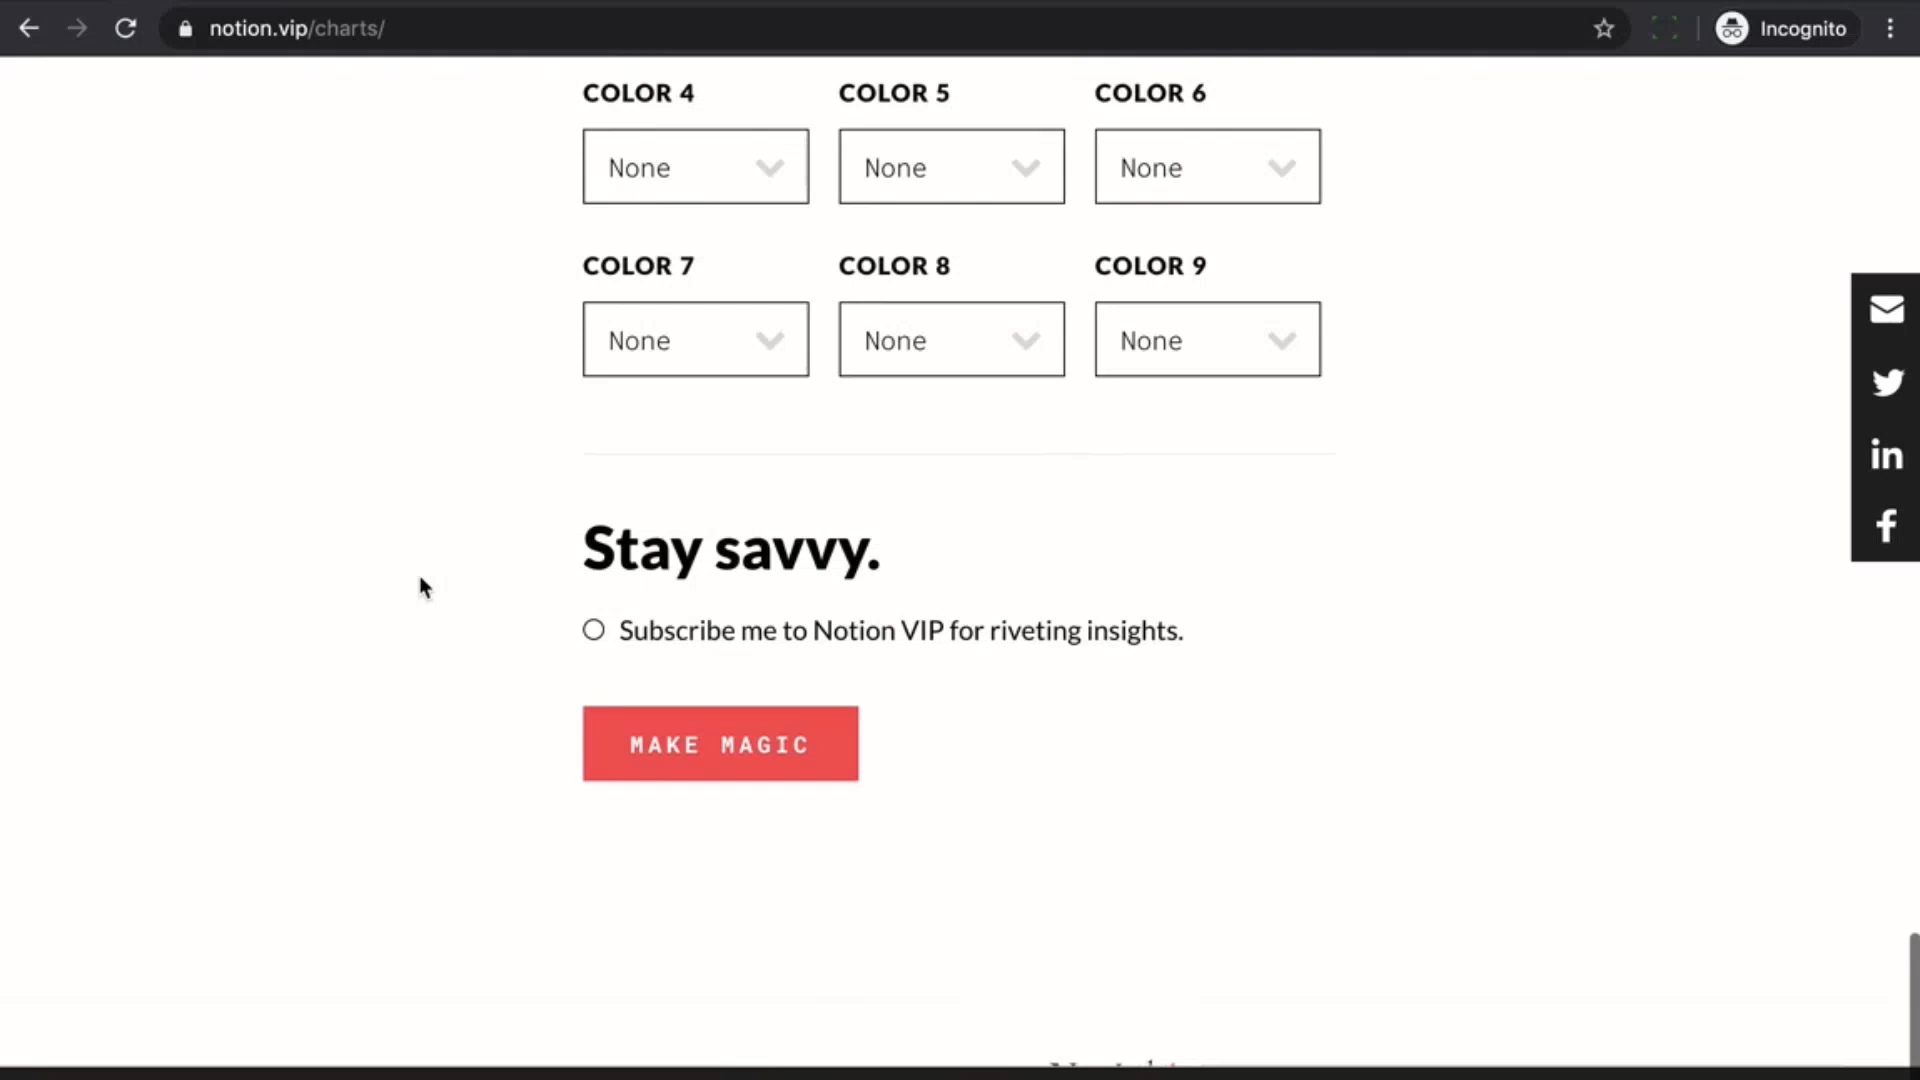 notion.vip/charts/
Incognito
COLOR 4 COLOR 5 COLOR 6
None None None
COLOR 7 COLOR 8 COLOR 9
None None None
in
f
Stay savvy.
Subscribe me to Notion VIP for riveting insights.
MAKE MAGIC